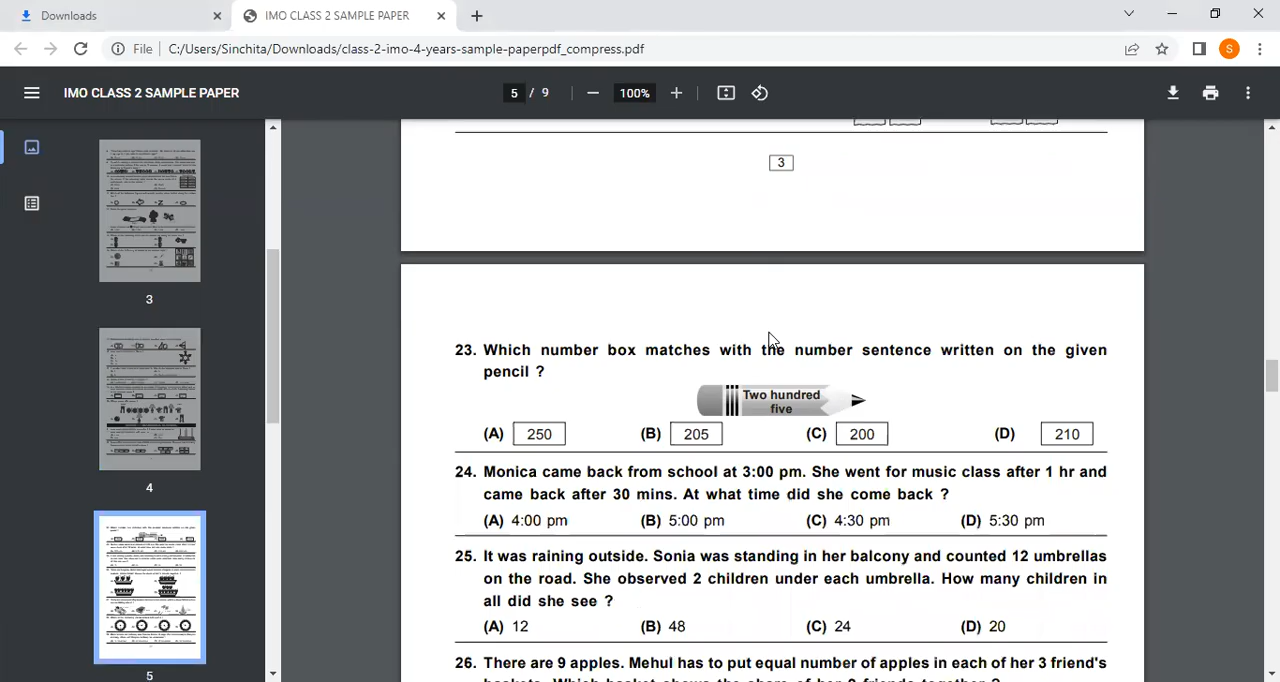 Downloads
IMO CLASS 2 SAMPLE PAPER
File
C:/Users/Sinchita/Downloads/class-2-imo-4-years-sample-paperpdf_compress.pdf
S
IMO CLASS 2 SAMPLE PAPER
5 / 9
100%
3
4
5
3
23. Which number box matches with the number sentence written on the given
pencil ?
Two hundred
five
(A) 250 (B) 205 (C) 200 (D) 210
24. Monica came back from school at 3:00 pm. She went for music class after 1 hr and
came back after 30 mins. At what time did she come back ?
(A) 4:00 pm (B) 5:00 pm (C) 4:30 pm (D) 5:30 pm
25. It was raining outside. Sonia was standing in her balcony and counted 12 umbrellas
on the road. She observed 2 children under each umbrella. How many children in
all did she see ?
(A) 12 (B) 48 (C) 24 (D) 20
26. There are 9 apples. Mehul has to put equal number of apples in each of her 3 friend's